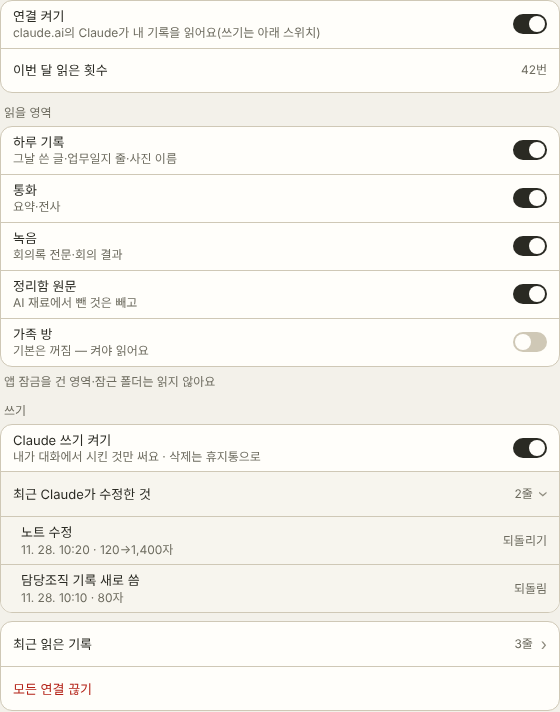 연결 켜기
claude.ai의 Claude가 내 기록을 읽어요(쓰기는 아래 스위치)
이번 달 읽은 횟수
42번
읽을 영역
하루 기록
그날 쓴 글·업무일지 줄·사진 이름
통화
요약·전사
녹음
회의록 전문·회의 결과
정리함 원문
AI 재료에서 뺀 것은 빼고
가족 방
기본은 꺼짐 — 켜야 읽어요
앱 잠금을 건 영역·잠근 폴더는 읽지 않아요
쓰기
Claude 쓰기 켜기
내가 대화에서 시킨 것만 써요 · 삭제는 휴지통으로
최근 Claude가 수정한 것
2줄
노트 수정
11. 28. 10:20 · 120→1,400자
되돌리기
담당조직 기록 새로 씀
11. 28. 10:10 · 80자
되돌림
최근 읽은 기록
3줄
모든 연결 끊기